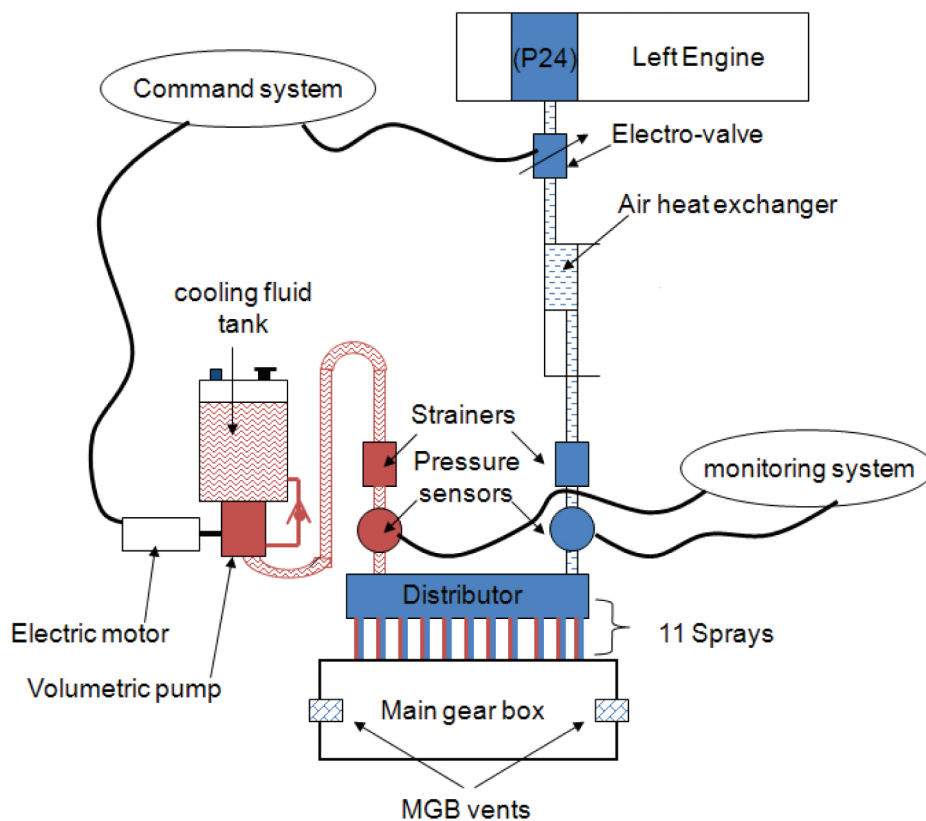 (P24)
Left Engine
Command system
Electro-valve
Air heat exchanger
cooling fluid
tank
Strainers
Pressure
sensors
monitoring system
Distributor
11 Sprays
Electric motor
Volumetric pump
Main gear box
MGB vents